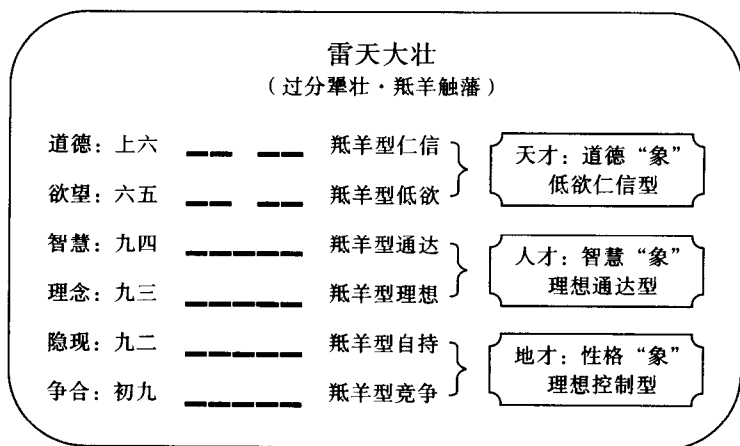 雷天大壮
（过分犟壮·羝羊触藩）
道德：上六 羝羊型仁信
欲望：六五 羝羊型低欲
天才：道德“象”
低欲仁信型
智慧：九四 羝羊型通达
理念：九三 羝羊型理想
人才：智慧“象”
理想通达型
隐现：九二 羝羊型自持
争合：初九 羝羊型竞争
地才：性格“象”
理想控制型